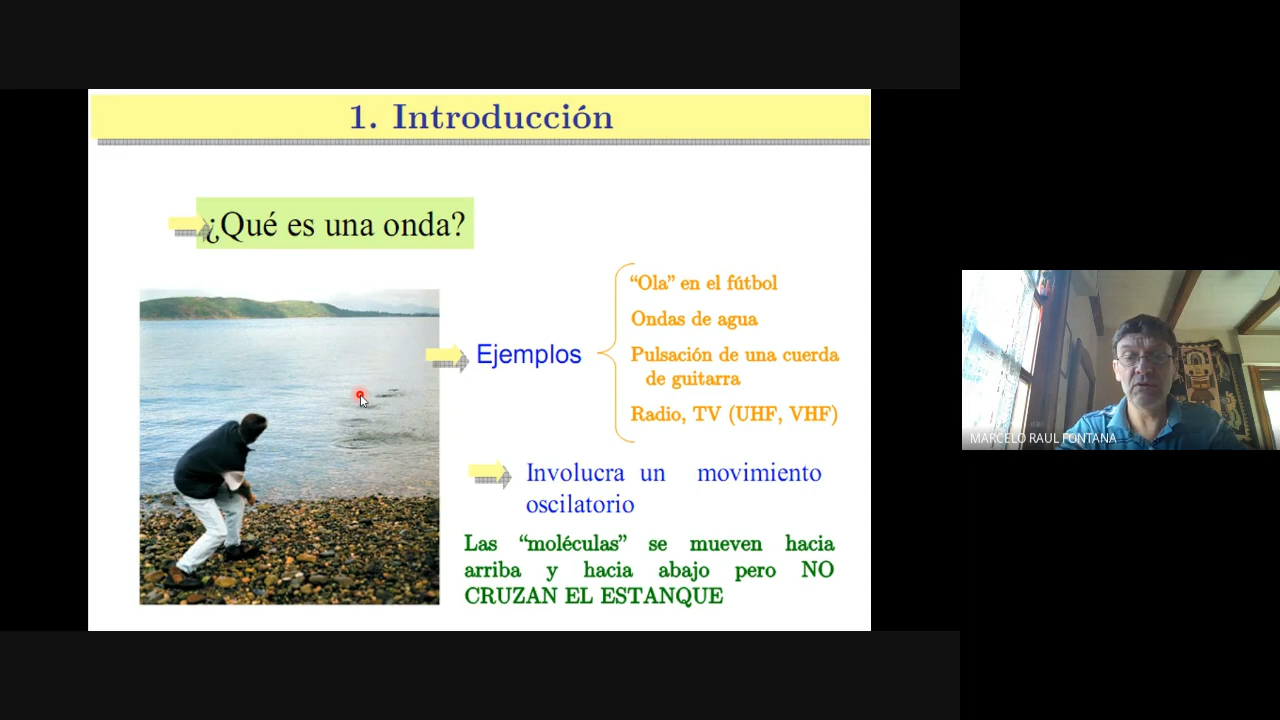 1. Introducción
¿Qué es una onda?
“Ola” en el fútbol
Ondas de agua
Ejemplos
Pulsación de una cuerda
de guitarra
Radio, TV (UHF, VHF)
Involucra un movimiento
oscilatorio
Las “moléculas” se mueven hacia
arriba y hacia abajo pero NO
CRUZAN EL ESTANQUE
MARCELO RAUL FONTANA